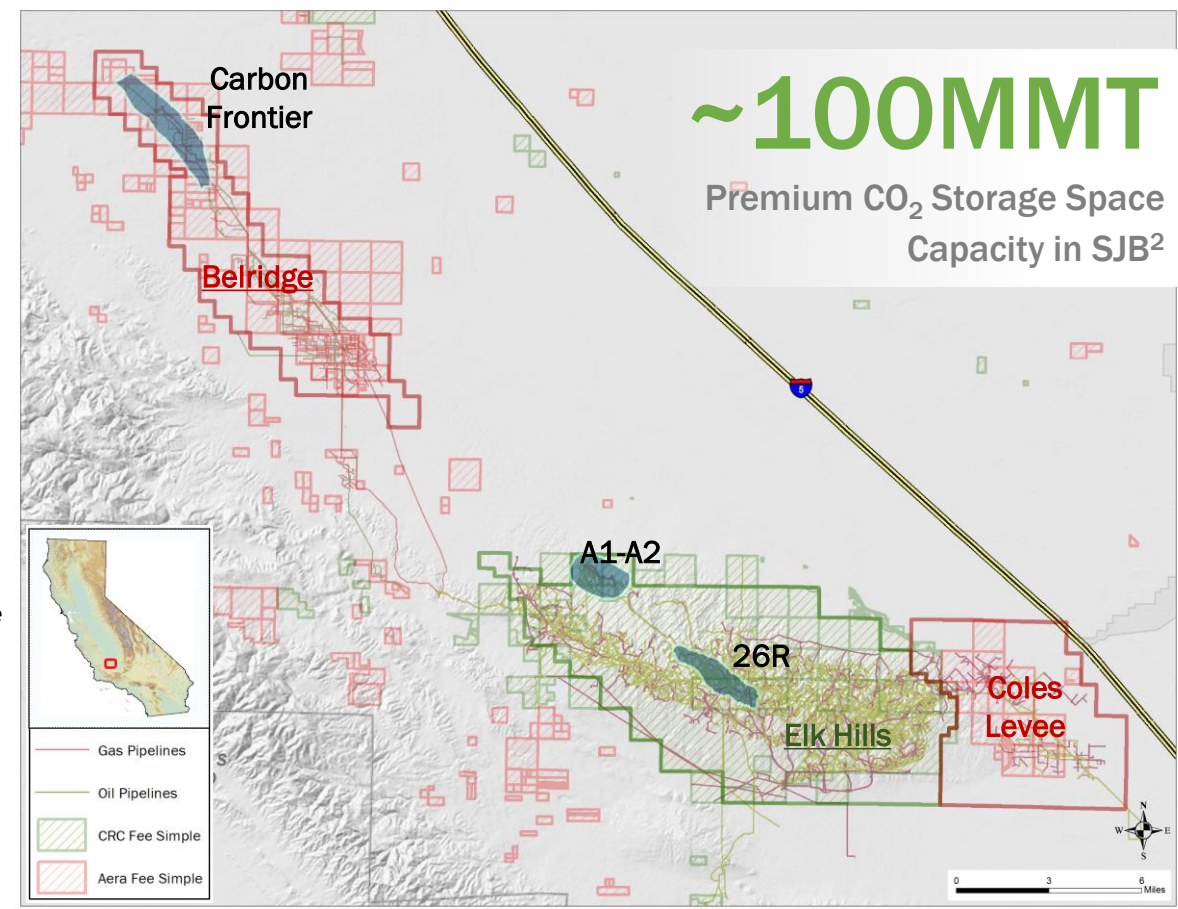 Carbon
Frontier
~100MMT
Premium CO₂ Storage Space
Capacity in SJB²
Belridge
5
A1-A2
26R
Coles
Levee
Elk Hills
Gas Pipelines
Oil Pipelines
CRC Fee Simple
Aera Fee Simple
N
W E
S
0 3 6
Miles